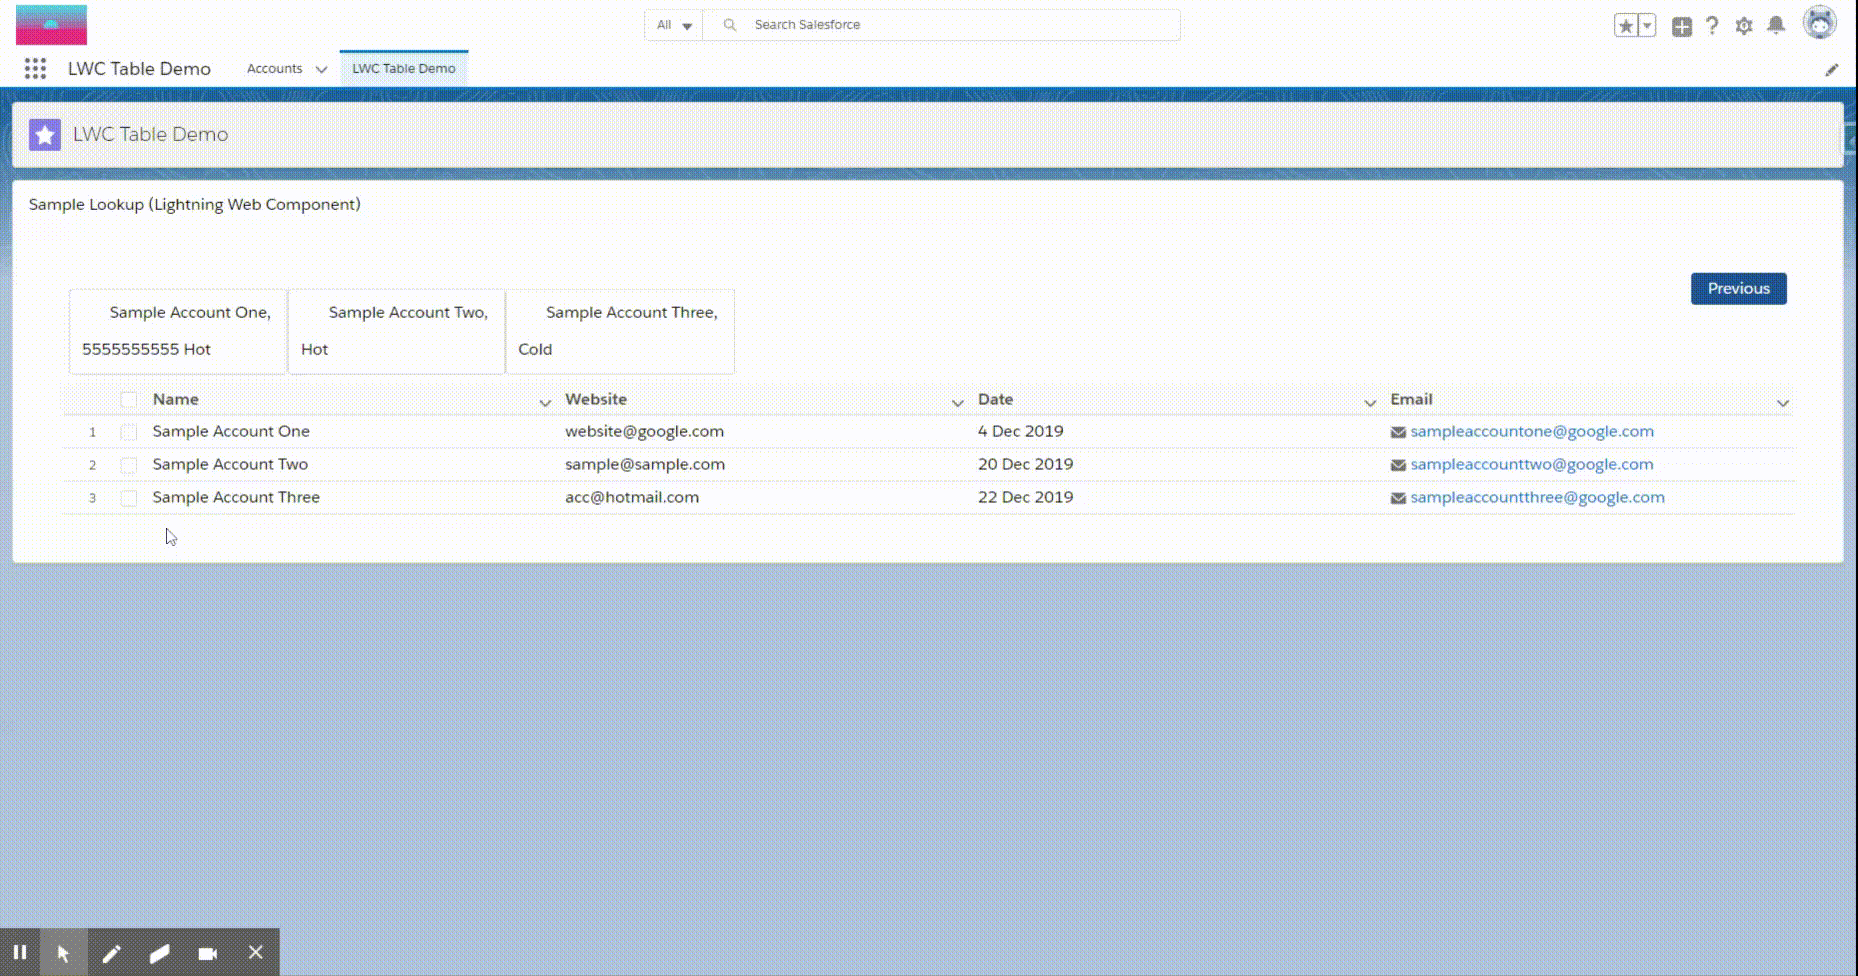 All
Search Salesforce
LWC Table Demo
Accounts
LWC Table Demo
LWC Table Demo
Sample Lookup (Lightning Web Component)
Previous
Sample Account One,
5555555555 Hot
Sample Account Two,
Hot
Sample Account Three,
Cold
Name Website Date Email
1 Sample Account One website@google.com 4 Dec 2019 sampleaccountone@google.com
2 Sample Account Two sample@sample.com 20 Dec 2019 sampleaccounttwo@google.com
3 Sample Account Three acc@hotmail.com 22 Dec 2019 sampleaccountthree@google.com